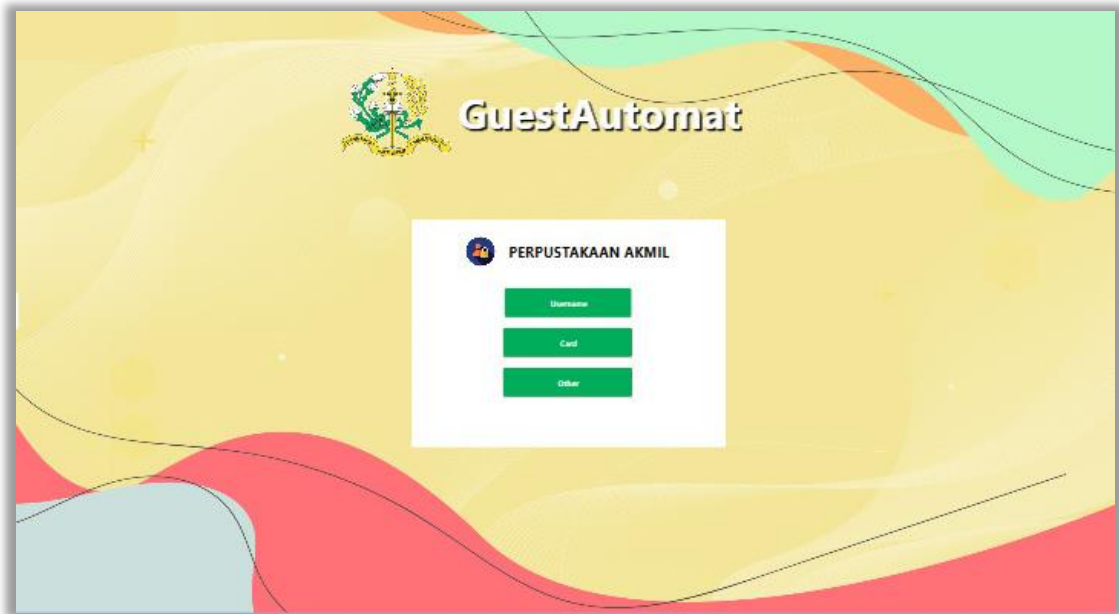 GuestAutomat
PERPUSTAKAAN AKMIL
Username
Card
Other